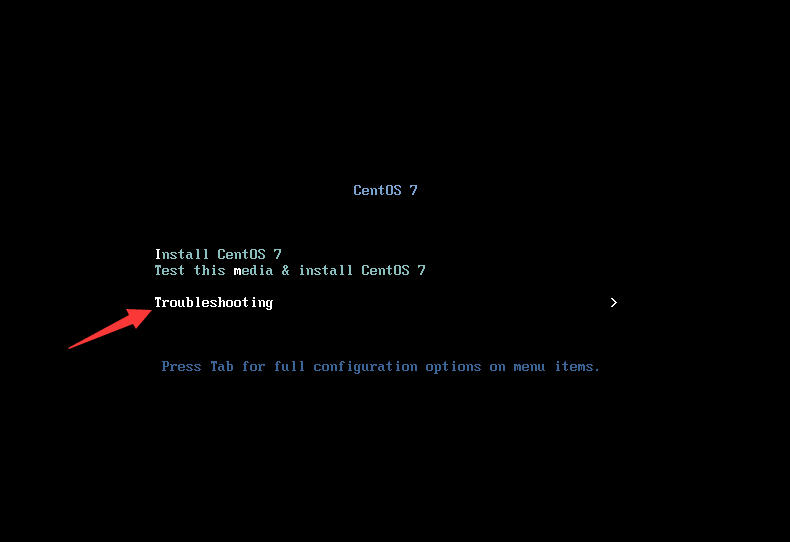 CentOS 7
Install CentOS 7
Test this media & install CentOS 7
Troubleshooting >
Press Tab for full configuration options on menu items.